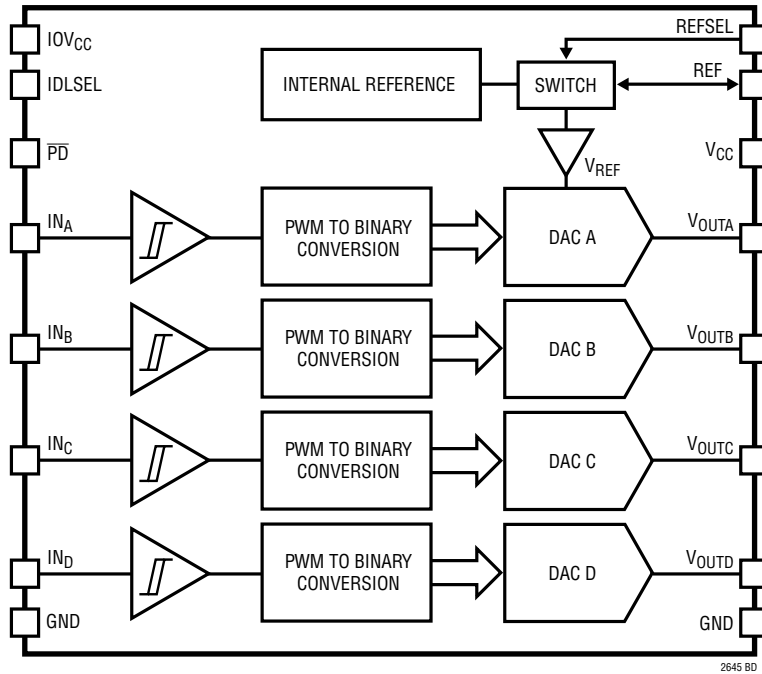 IOVCC
REFSEL
IDLSEL
INTERNAL REFERENCE
SWITCH
REF
PD
VREF
VCC
INA
PWM TO BINARY
CONVERSION
DAC A
VOUTA
INB
PWM TO BINARY
CONVERSION
DAC B
VOUTB
INC
PWM TO BINARY
CONVERSION
DAC C
VOUTC
IND
PWM TO BINARY
CONVERSION
DAC D
VOUTD
GND
GND
2645 BD